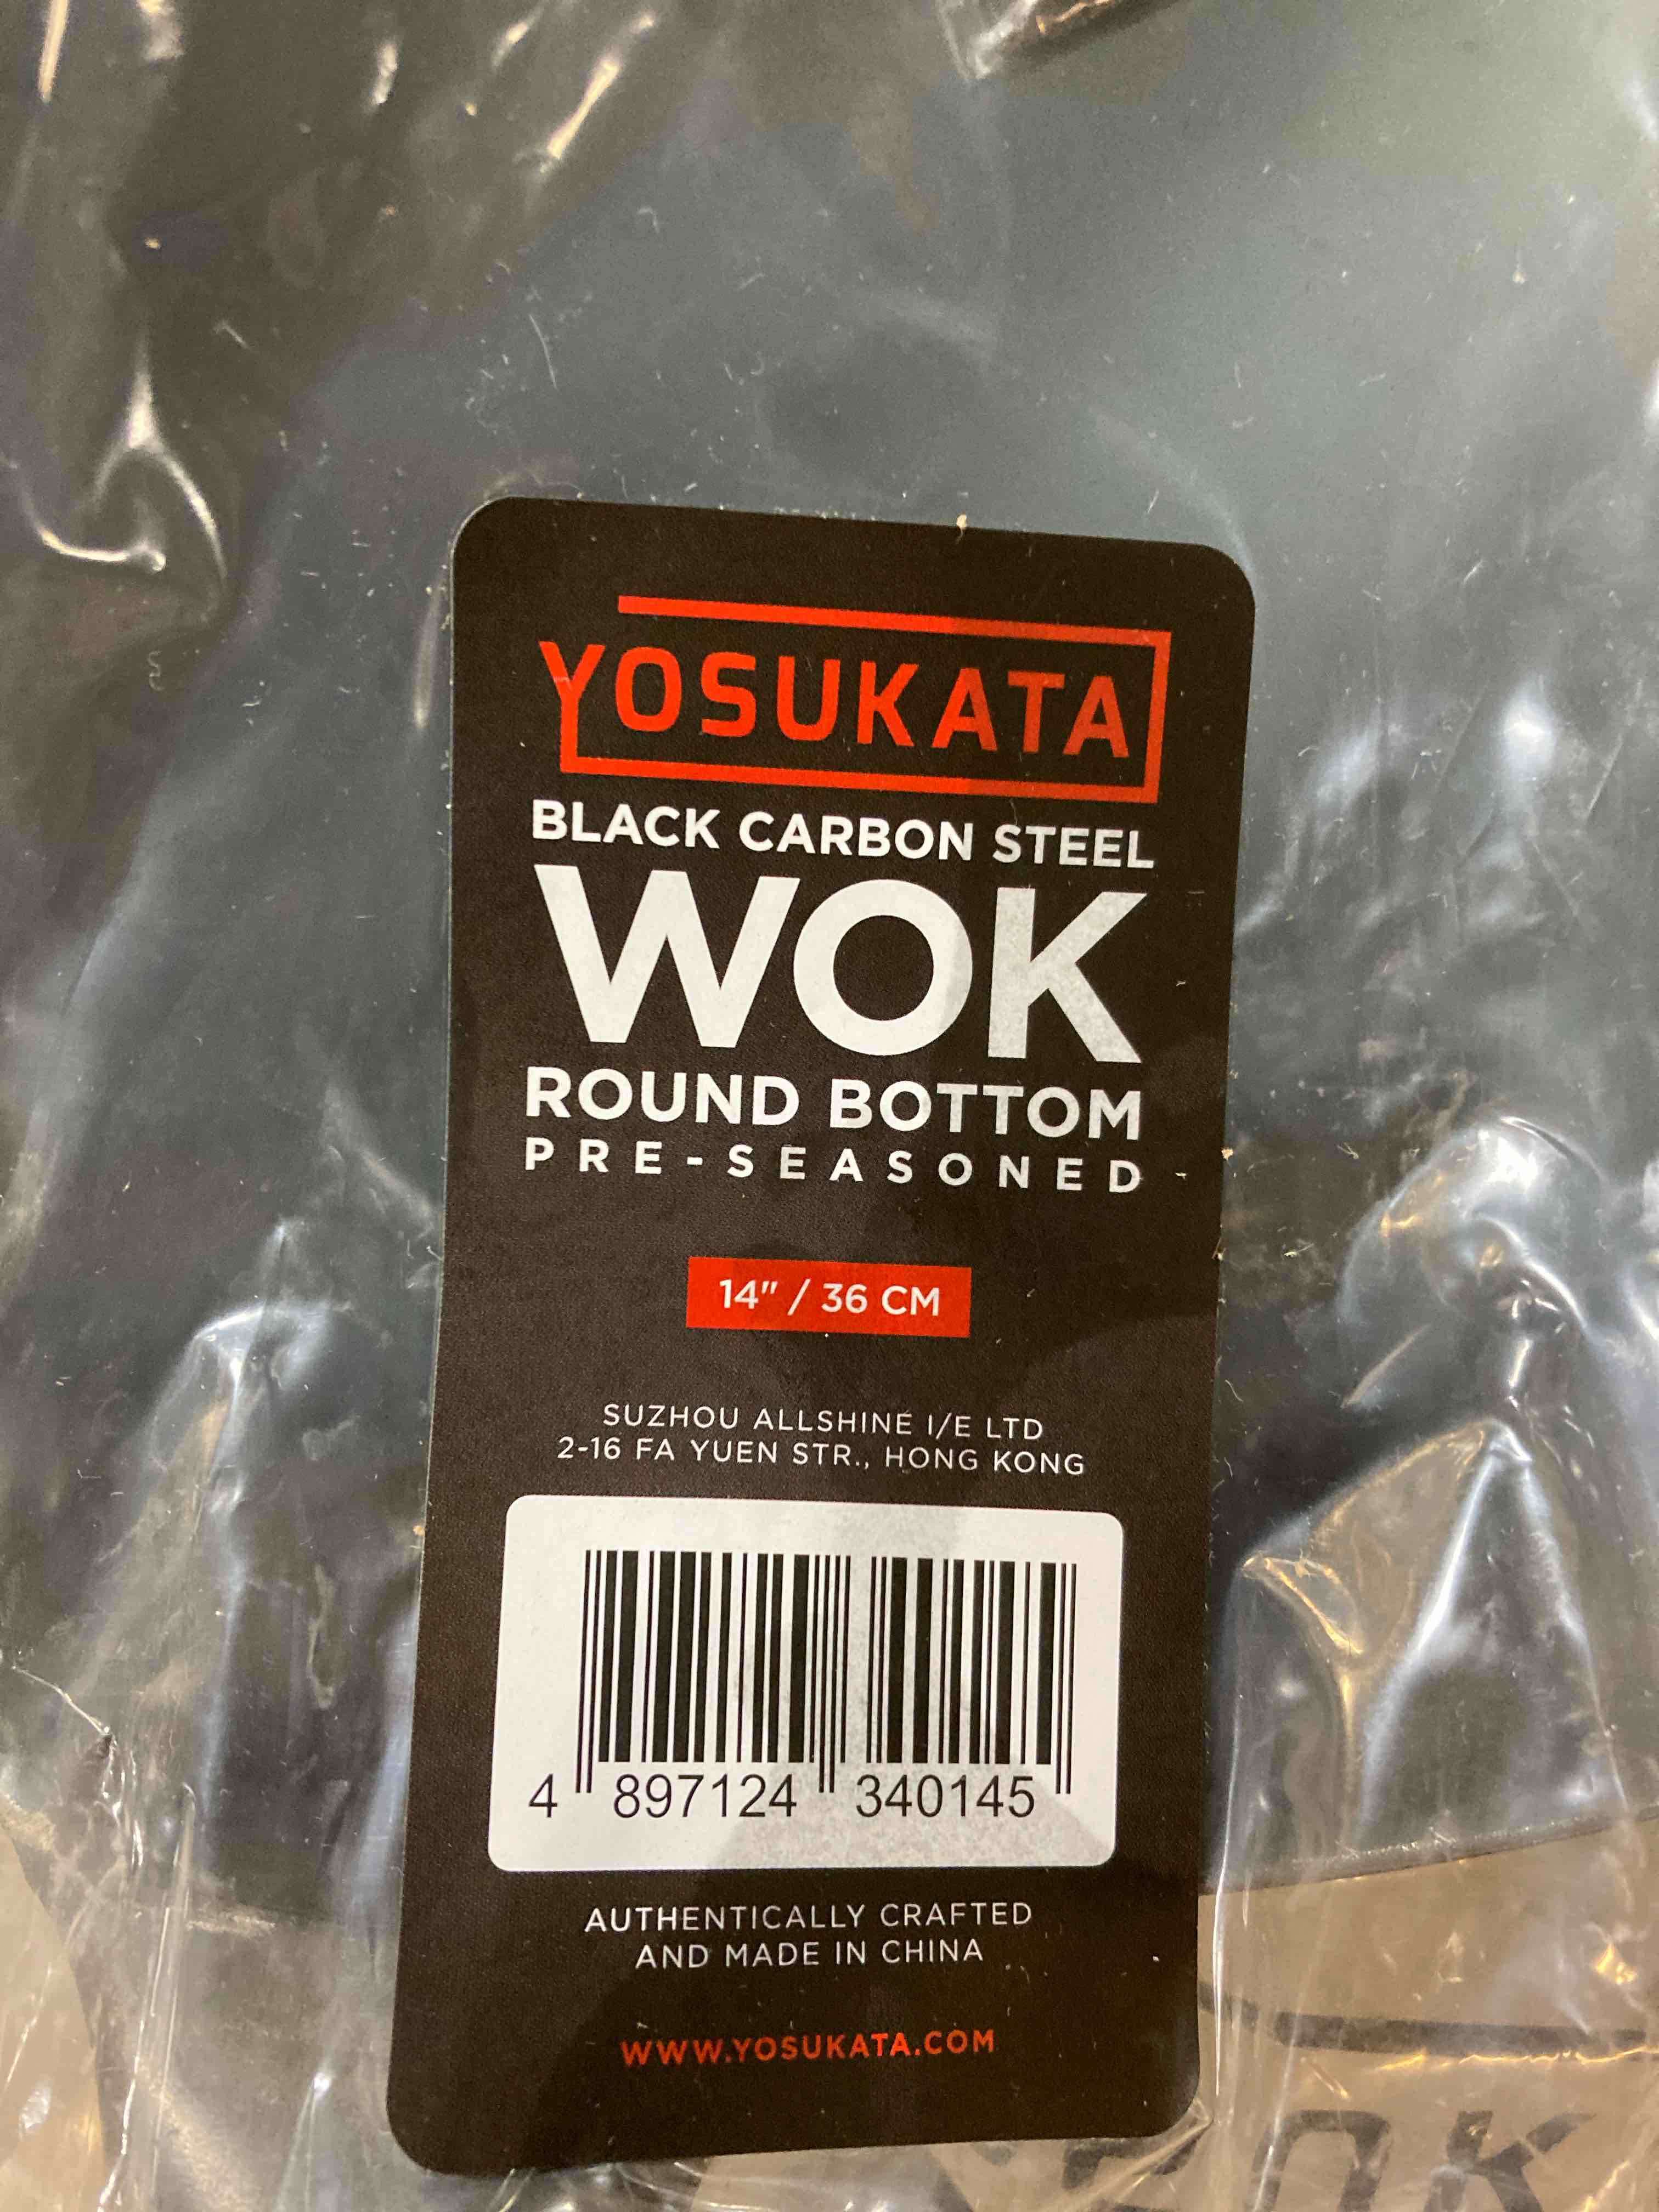 YOSUKATA
BLACK CARBON STEEL
WOK
ROUND BOTTOM
PRE-SEASONED
14" / 36 CM
SUZHOU ALLSHINE I/E LTD
2-16 FA YUEN STR., HONG KONG
4 897124 340145
AUTHENTICALLY CRAFTED
AND MADE IN CHINA
WWW.YOSUKATA.COM